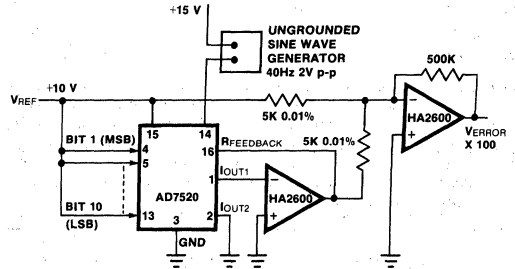 +15 V
UNGROUNDED
SINE WAVE
GENERATOR
40Hz 2V p-p
+10 V
VREF
5K 0.01%
500K
HA2600
VERROR
X 100
15
14
BIT 1 (MSB)
4
5
RFEEDBACK
16
5K 0.01%
AD7520
IOUT1
1
HA2600
IOUT2
2
BIT 10
(LSB)
13
3
GND